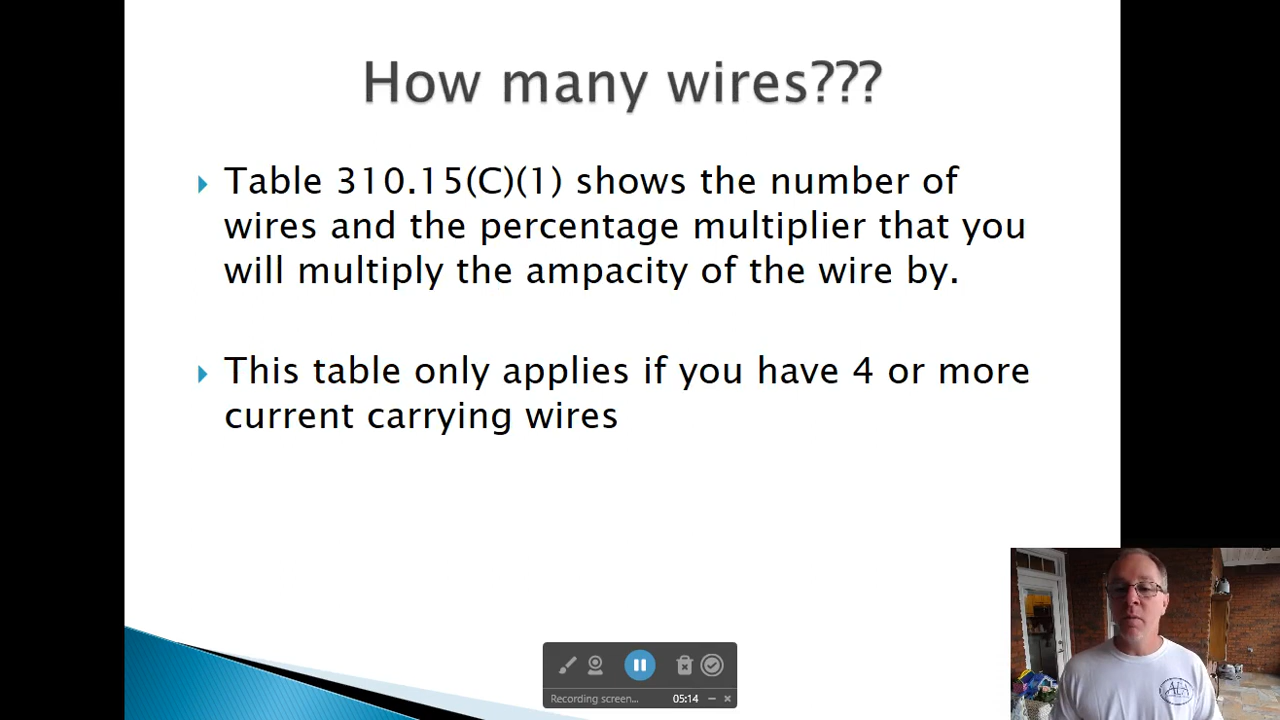 How many wires???
Table 310.15(C)(1) shows the number of
wires and the percentage multiplier that you
will multiply the ampacity of the wire by.
This table only applies if you have 4 or more
current carrying wires
Recording screen... 05:14